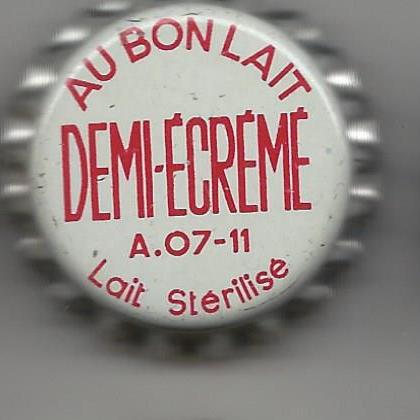 AU BON LAIT
DEMI-ÉCRÉMÉ
A.07-11
Lait Stérilisé